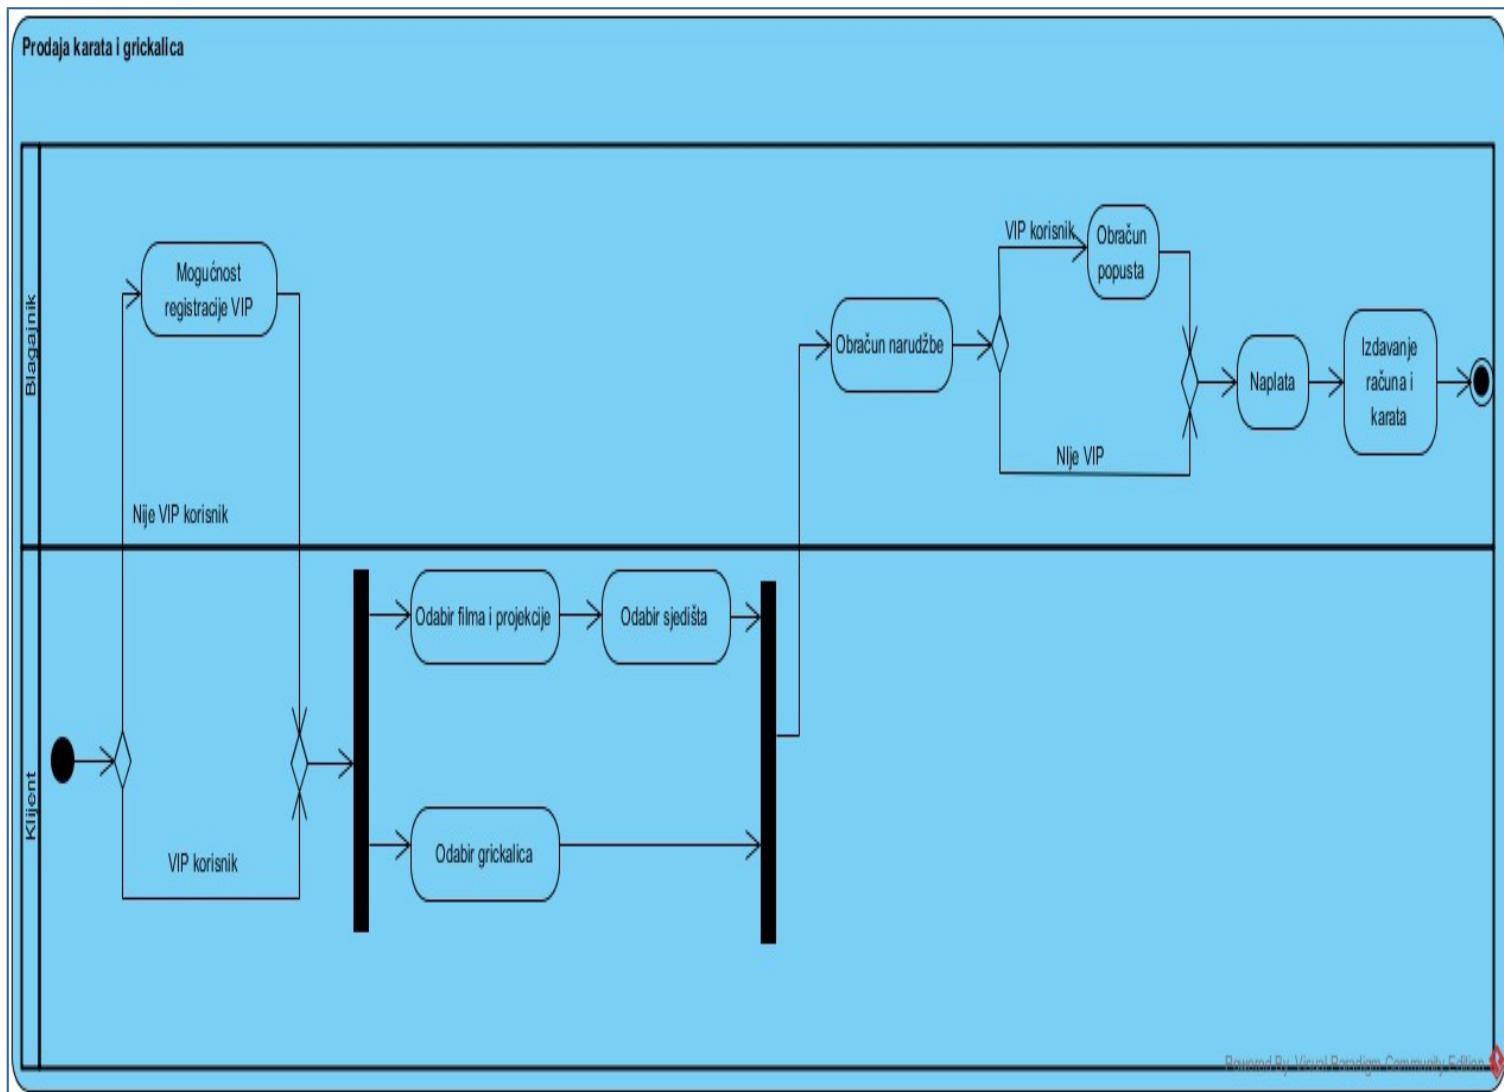 Prodaja karata i grickalica
Blagajnik
Mogućnost
registracije VIP
Nije VIP korisnik
Obračun narudžbe
VIP korisnik
Obračun
popusta
NIje VIP
Naplata
Izdavanje
računa i
karata
Klijent
VIP korisnik
Odabir filma i projekcije
Odabir sjedišta
Odabir grickalica
Powered By Visual Paradigm Community Edition